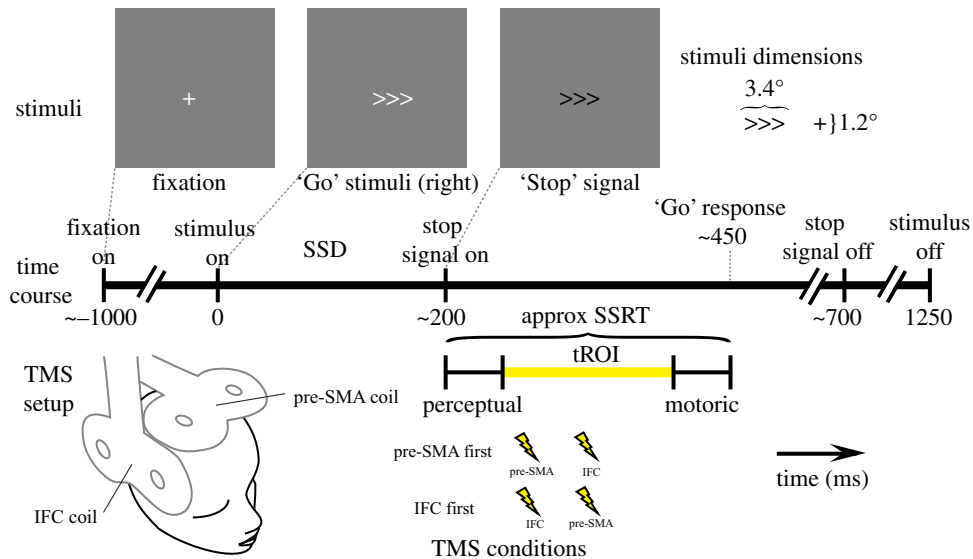 stimuli
+
>>>
>>>
stimuli dimensions
3.4°
>>> +}1.2°
fixation
'Go' stimuli (right)
'Stop' signal
fixation
on
stimulus
on
SSD
stop
signal on
'Go' response
~450
stop
signal off
stimulus
off
time
course
~–1000
0
~200
~700
1250
approx SSRT
tROI
perceptual
motoric
TMS
setup
pre-SMA coil
IFC coil
pre-SMA first
pre-SMA
IFC
IFC first
IFC
pre-SMA
TMS conditions
time (ms)